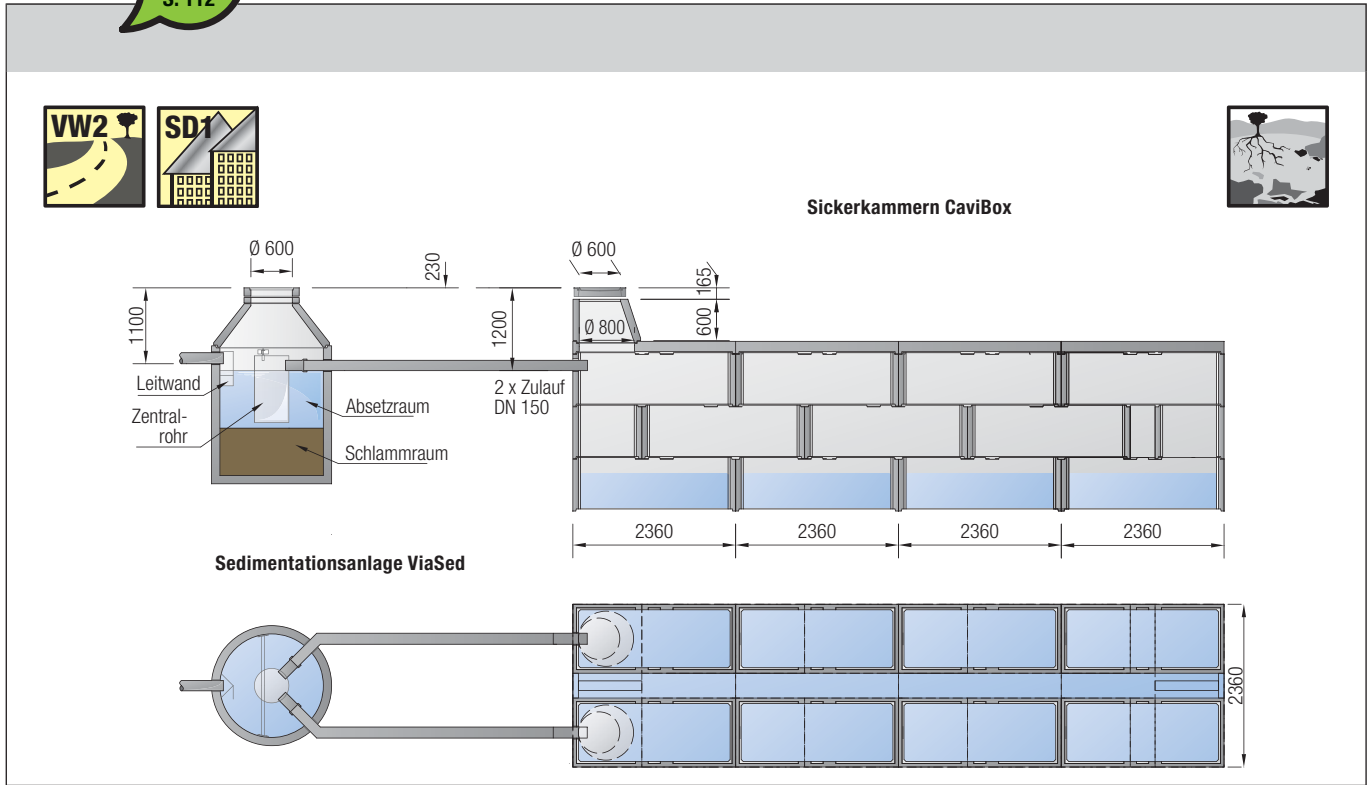 S. 112
VW2
SD1
Sickerkammern CaviBox
Ø 600
230
Ø 600
165
1100
1200
Ø 800
600
Leitwand
2 x Zulauf
DN 150
Zentral-
rohr
Absetzraum
Schlammraum
2360
2360
2360
2360
Sedimentationsanlage ViaSed
2360